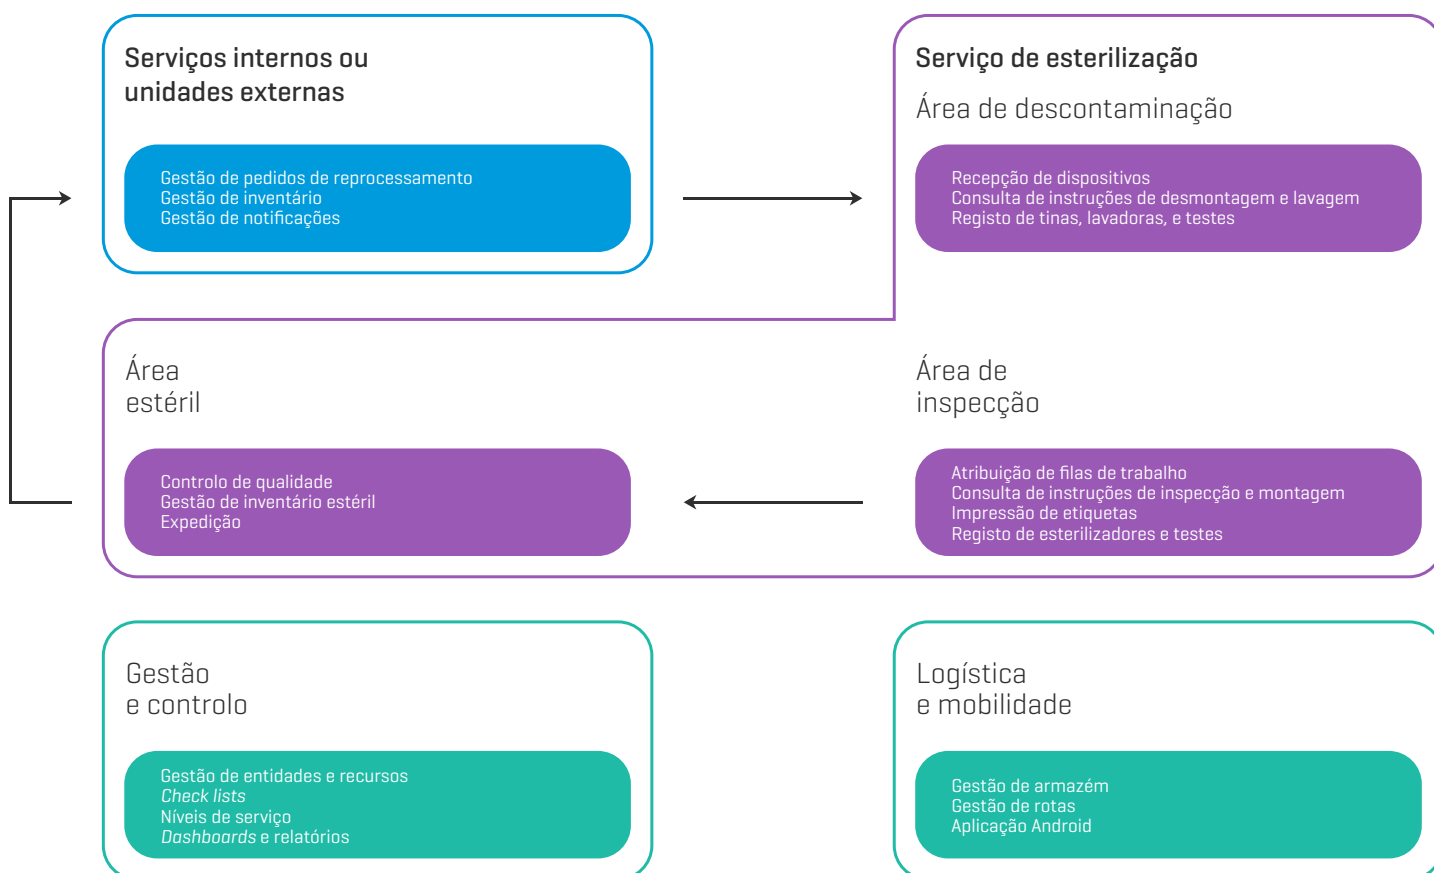 Serviços internos ou
unidades externas
Gestão de pedidos de reprocessamento
Gestão de inventário
Gestão de notificações
Serviço de esterilização
Área de descontaminação
Recepção de dispositivos
Consulta de instruções de desmontagem e lavagem
Registo de tinas, lavadoras, e testes
Área
estéril
Controlo de qualidade
Gestão de inventário estéril
Expedição
Área de
inspecção
Atribuição de filas de trabalho
Consulta de instruções de inspecção e montagem
Impressão de etiquetas
Registo de esterilizadores e testes
Gestão
e controlo
Gestão de entidades e recursos
Check lists
Níveis de serviço
Dashboards e relatórios
Logística
e mobilidade
Gestão de armazém
Gestão de rotas
Aplicação Android